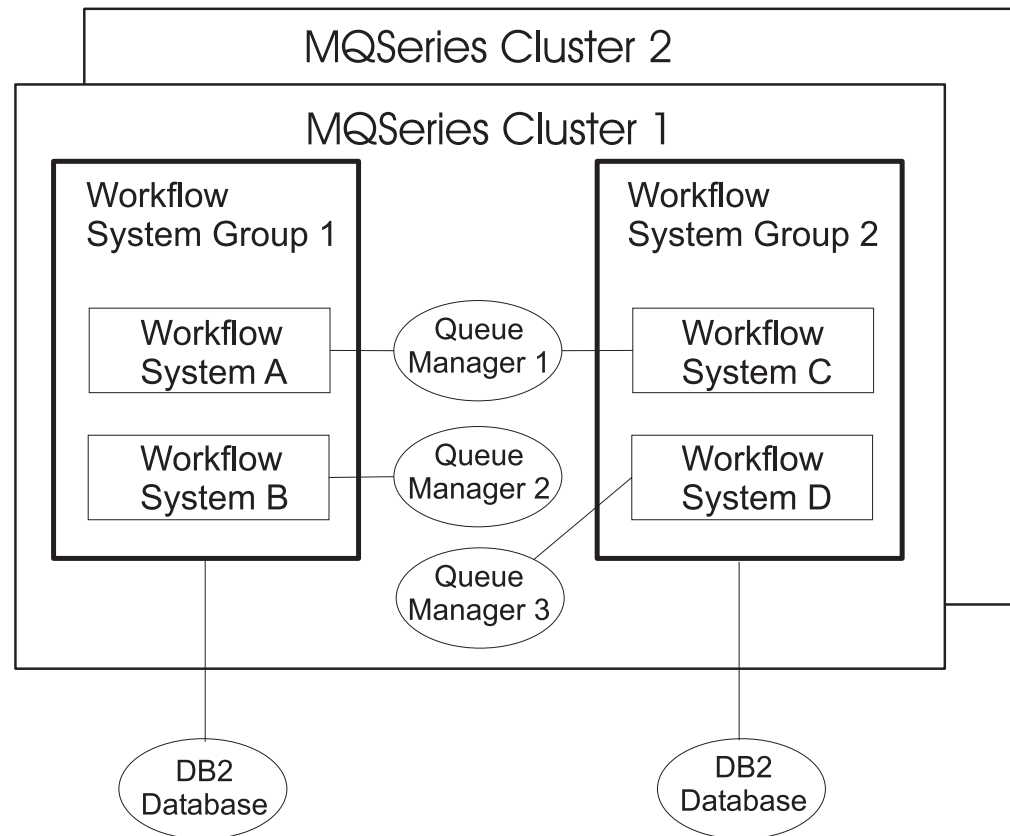 MQSeries Cluster 2
MQSeries Cluster 1
Workflow
System Group 1
Workflow
System Group 2
Workflow
System A
Queue
Manager 1
Workflow
System C
Workflow
System B
Queue
Manager 2
Workflow
System D
Queue
Manager 3
DB2
Database
DB2
Database